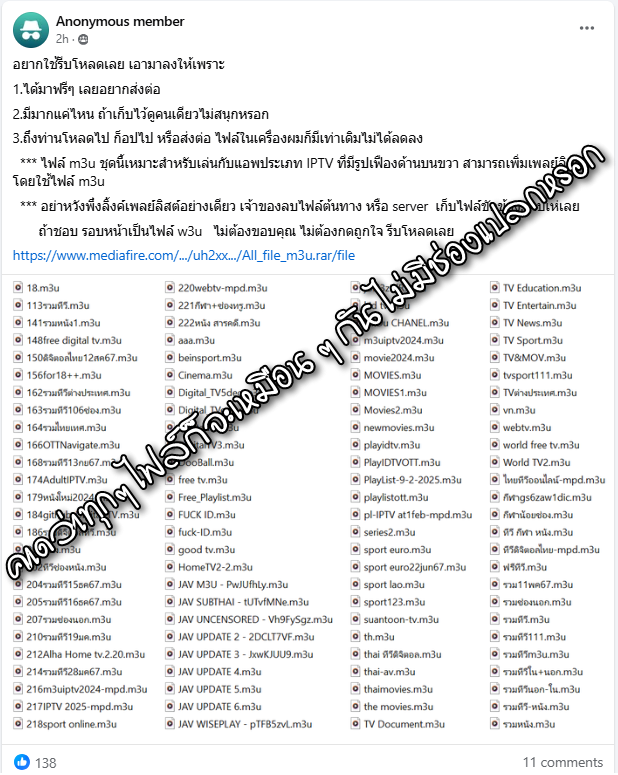 Anonymous member
2h ·
อยากใช้รีบโหลดเลย เอามาลงให้เพราะ
1.ได้มาฟรีๆ เลยอยากส่งต่อ
2.มีมากแค่ไหน ถ้าเก็บไว้ดูคนเดียวไม่สนุกหรอก
3.ถึงท่านโหลดไป ก็อปไป หรือส่งต่อ ไฟล์ในเครื่องผมก็มีเท่าเดิมไม่ได้ลดลง
*** ไฟล์ m3u ชุดนี้เหมาะสำหรับเล่นกับแอพประเภท IPTV ที่มีรูปเฟืองด้านบนขวา สามารถเพิ่มเพลย์
โดยใช้ไฟล์ m3u
*** อย่าหวังพึ่งลิ้งค์เพลย์ลิสต์อย่างเดียว เจ้าของลบไฟล์ต้นทาง หรือ server เก็บไฟล์
ถ้าชอบ รอบหน้าเป็นไฟล์ w3u ไม่ต้องขอบคุณ ไม่ต้องกดถูกใจ รีบโหลดเลย
https://www.mediafire.com/.../uh2xx.../All_file_m3u.rar/file
คเดวทุกๆไฟล์ก็จะเหมือน ๆ กันไม่มีช่องแปลกหรอก
18.m3u
113รวมทีวี.m3u
141รวมหนัง1.m3u
148free digital tv.m3u
150ดิจิตอลไทย12สค67.m3u
156for18++.m3u
162รวมทีวีต่างประเทศ.m3u
163รวมทีวี106ช่อง.m3u
164รวมไทยเทศ.m3u
166OTTNavigate.m3u
168รวมทีวี13กย67.m3u
174AdultIPTV.m3u
179หนังใหม่2024
204รวมทีวี15ธค67.m3u
205รวมทีวี16ธค67.m3u
207รวมช่องนอก.m3u
210รวมทีวี19มค.m3u
212Alha Home tv.2.20.m3u
214รวมทีวี28มค67.m3u
216m3uiptv2024-mpd.m3u
217IPTV 2025-mpd.m3u
218sport online.m3u
220webtv-mpd.m3u
221กีฬา+ช่องทรู.m3u
222หนัง สารคดี.m3u
aaa.m3u
beinsport.m3u
Cinema.m3u
Digital_TV5
Digital_TV
DooBall.m3u
free tv.m3u
Free_Playlist.m3u
FUCK ID.m3u
fuck-ID.m3u
good tv.m3u
HomeTV2-2.m3u
JAV M3U - PwJUfhLy.m3u
JAV SUBTHAI - tUTvfMNe.m3u
JAV UNCENSORED - Vh9FySgz.m3u
JAV UPDATE 2 - 2DCLT7VF.m3u
JAV UPDATE 3 - JxwKJUU9.m3u
JAV UPDATE 4.m3u
JAV UPDATE 5.m3u
JAV UPDATE 6.m3u
JAV WISEPLAY - pTFB5zvL.m3u
CHANEL.m3u
m3uiptv2024.m3u
movie2024.m3u
MOVIES.m3u
MOVIES1.m3u
Movies2.m3u
newmovies.m3u
playidtv.m3u
PlayIDTVOTT.m3u
PlayList-9-2-2025.m3u
playlistott.m3u
pl-IPTV at1feb-mpd.m3u
series2.m3u
sport euro.m3u
sport euro22jun67.m3u
sport lao.m3u
sport123.m3u
suantoon-tv.m3u
th.m3u
thai ทีวีดิจิตอล.m3u
thai-av.m3u
thaimovies.m3u
the movies.m3u
TV Document.m3u
TV Education.m3u
TV Entertain.m3u
TV News.m3u
TV Sport.m3u
TV&MOV.m3u
tvsport111.m3u
TVต่างประเทศ.m3u
vn.m3u
webtv.m3u
world free tv.m3u
World TV2.m3u
ไทยทีวีออนไลน์-mpd.m3u
กีฬาgs6zaw1dic.m3u
กีฬาน้อยช่อง.m3u
ทีวี กีฬา หนัง.m3u
ทีวีดิจิตอลไทย-mpd.m3u
ฟรีทีวี.m3u
รวม11พค67.m3u
รวมช่องนอก.m3u
รวมทีวี.m3u
รวมทีวี111.m3u
รวมทีวีm3u.m3u
รวมทีวีใน+นอก.m3u
รวมทีวีนอก-ใน.m3u
รวมทีวี-หนัง.m3u
รวมหนัง.m3u
138
11 comments